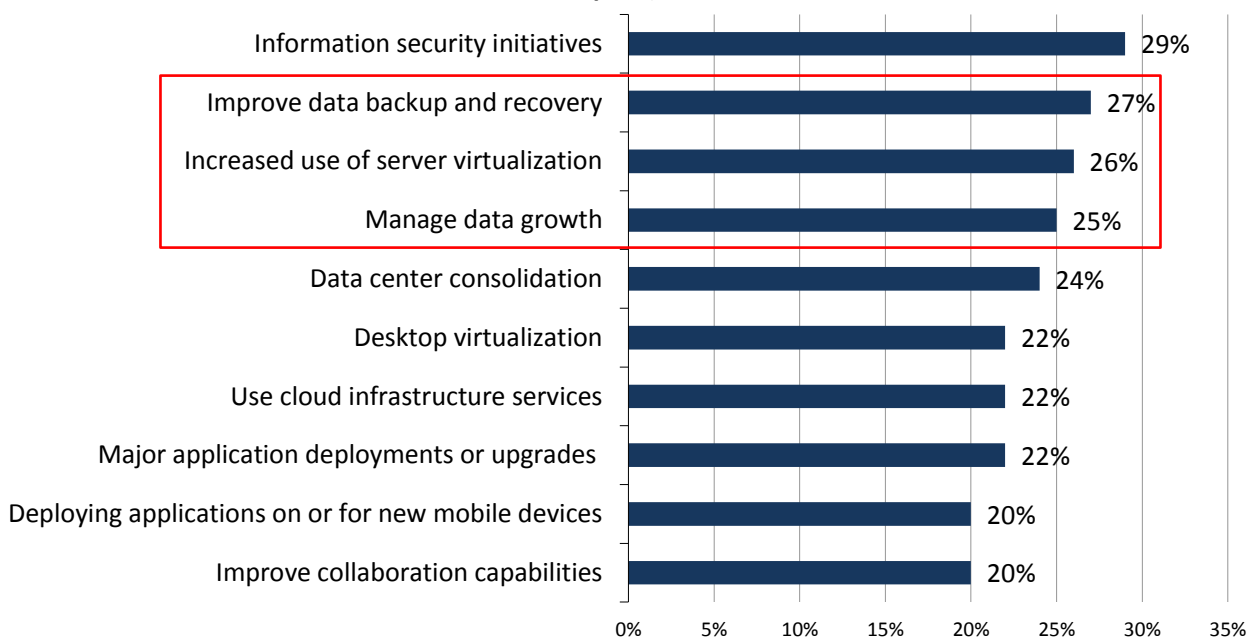 Information security initiatives 29%
Improve data backup and recovery 27%
Increased use of server virtualization 26%
Manage data growth 25%
Data center consolidation 24%
Desktop virtualization 22%
Use cloud infrastructure services 22%
Major application deployments or upgrades 22%
Deploying applications on or for new mobile devices 20%
Improve collaboration capabilities 20%
0% 5% 10% 15% 20% 25% 30% 35%